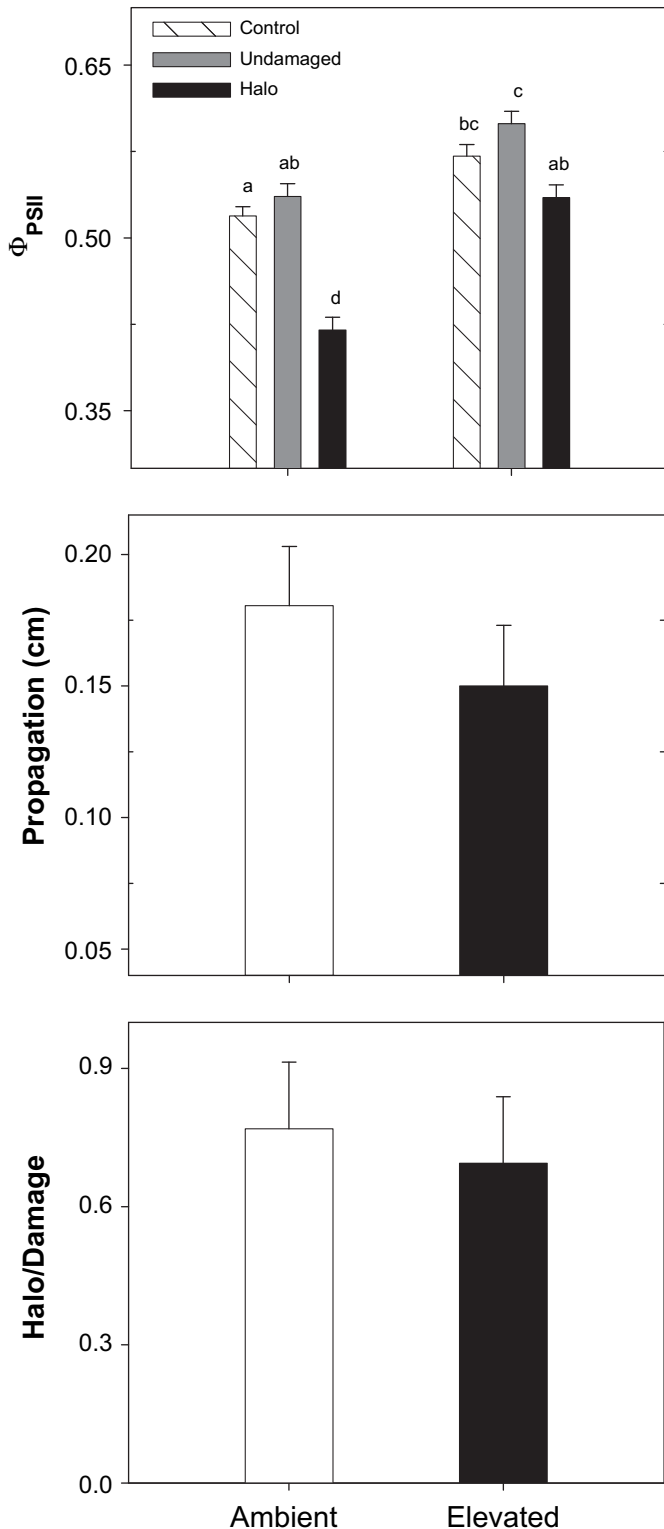 Control
Undamaged
Halo
0.65
0.50
0.35
ΦPSII
a
ab
d
bc
c
ab
0.20
0.15
0.10
0.05
Propagation (cm)
0.9
0.6
0.3
0.0
Halo/Damage
Ambient Elevated